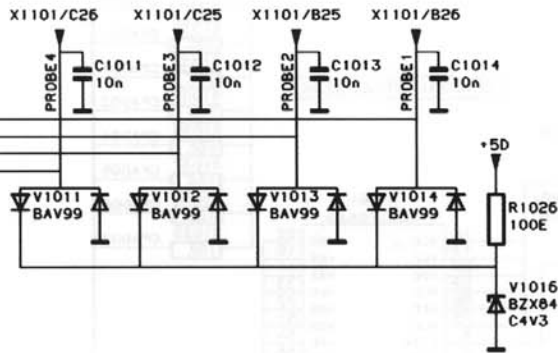 X1101/C26 X1101/C25 X1101/B25 X1101/B26
PROBE4
C1011
10n
PROBE3
C1012
10n
PROBE2
C1013
10n
PROBE1
C1014
10n
+5D
V1011
BAV99
V1012
BAV99
V1013
BAV99
V1014
BAV99
R1026
100E
V1016
BZX84
C4V3